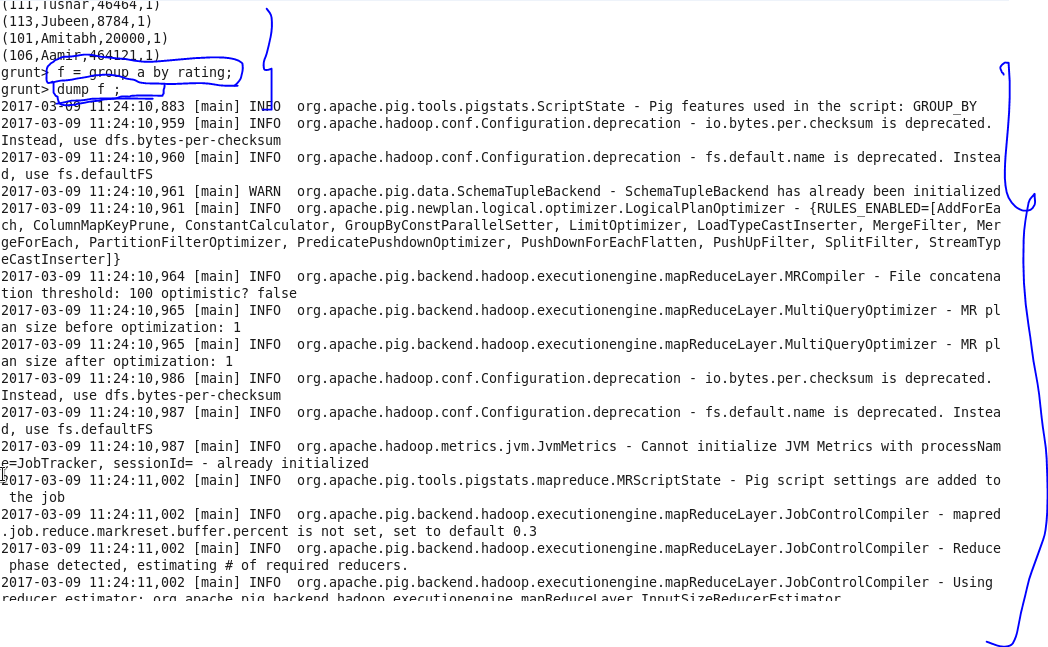 (111,Tushar,46464,1)
(113,Jubeen,8784,1)
(101,Amitabh,20000,1)
(106,Aamir,464121,1)
grunt> f = group a by rating;
grunt> dump f ;
2017-03-09 11:24:10,883 [main] INFO  org.apache.pig.tools.pigstats.ScriptState - Pig features used in the script: GROUP_BY
2017-03-09 11:24:10,959 [main] INFO  org.apache.hadoop.conf.Configuration.deprecation - io.bytes.per.checksum is deprecated.
Instead, use dfs.bytes-per-checksum
2017-03-09 11:24:10,960 [main] INFO  org.apache.hadoop.conf.Configuration.deprecation - fs.default.name is deprecated. Instea
d, use fs.defaultFS
2017-03-09 11:24:10,961 [main] WARN  org.apache.pig.data.SchemaTupleBackend - SchemaTupleBackend has already been initialized
2017-03-09 11:24:10,961 [main] INFO  org.apache.pig.newplan.logical.optimizer.LogicalPlanOptimizer - {RULES_ENABLED=[AddForEa
ch, ColumnMapKeyPrune, ConstantCalculator, GroupByConstParallelSetter, LimitOptimizer, LoadTypeCastInserter, MergeFilter, Mer
geForEach, PartitionFilterOptimizer, PredicatePushdownOptimizer, PushDownForEachFlatten, PushUpFilter, SplitFilter, StreamTyp
eCastInserter]}
2017-03-09 11:24:10,964 [main] INFO  org.apache.pig.backend.hadoop.executionengine.mapReduceLayer.MRCompiler - File concatena
tion threshold: 100 optimistic? false
2017-03-09 11:24:10,965 [main] INFO  org.apache.pig.backend.hadoop.executionengine.mapReduceLayer.MultiQueryOptimizer - MR pl
an size before optimization: 1
2017-03-09 11:24:10,965 [main] INFO  org.apache.pig.backend.hadoop.executionengine.mapReduceLayer.MultiQueryOptimizer - MR pl
an size after optimization: 1
2017-03-09 11:24:10,986 [main] INFO  org.apache.hadoop.conf.Configuration.deprecation - io.bytes.per.checksum is deprecated.
Instead, use dfs.bytes-per-checksum
2017-03-09 11:24:10,987 [main] INFO  org.apache.hadoop.conf.Configuration.deprecation - fs.default.name is deprecated. Instea
d, use fs.defaultFS
2017-03-09 11:24:10,987 [main] INFO  org.apache.hadoop.metrics.jvm.JvmMetrics - Cannot initialize JVM Metrics with processNam
e=JobTracker, sessionId= - already initialized
2017-03-09 11:24:11,002 [main] INFO  org.apache.pig.tools.pigstats.mapreduce.MRScriptState - Pig script settings are added to
 the job
2017-03-09 11:24:11,002 [main] INFO  org.apache.pig.backend.hadoop.executionengine.mapReduceLayer.JobControlCompiler - mapred
.job.reduce.markreset.buffer.percent is not set, set to default 0.3
2017-03-09 11:24:11,002 [main] INFO  org.apache.pig.backend.hadoop.executionengine.mapReduceLayer.JobControlCompiler - Reduce
 phase detected, estimating # of required reducers.
2017-03-09 11:24:11,002 [main] INFO  org.apache.pig.backend.hadoop.executionengine.mapReduceLayer.JobControlCompiler - Using
reducer estimator: org.apache.pig.backend.hadoop.executionengine.mapReduceLayer.InputSizeReducerEstimator